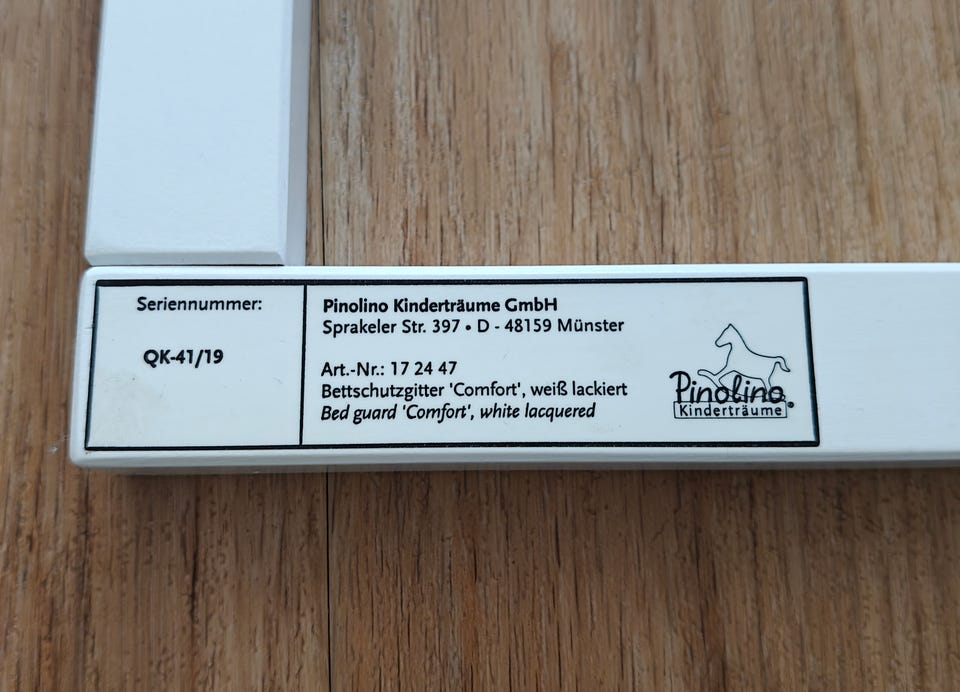 Seriennummer:
QK-41/19
Pinolino Kinderträume GmbH
Sprakeler Str. 397 • D - 48159 Münster
Art.-Nr.: 17 24 47
Bettschutzgitter 'Comfort', weiß lackiert
Bed guard 'Comfort', white lacquered
Pinolino
Kinderträume